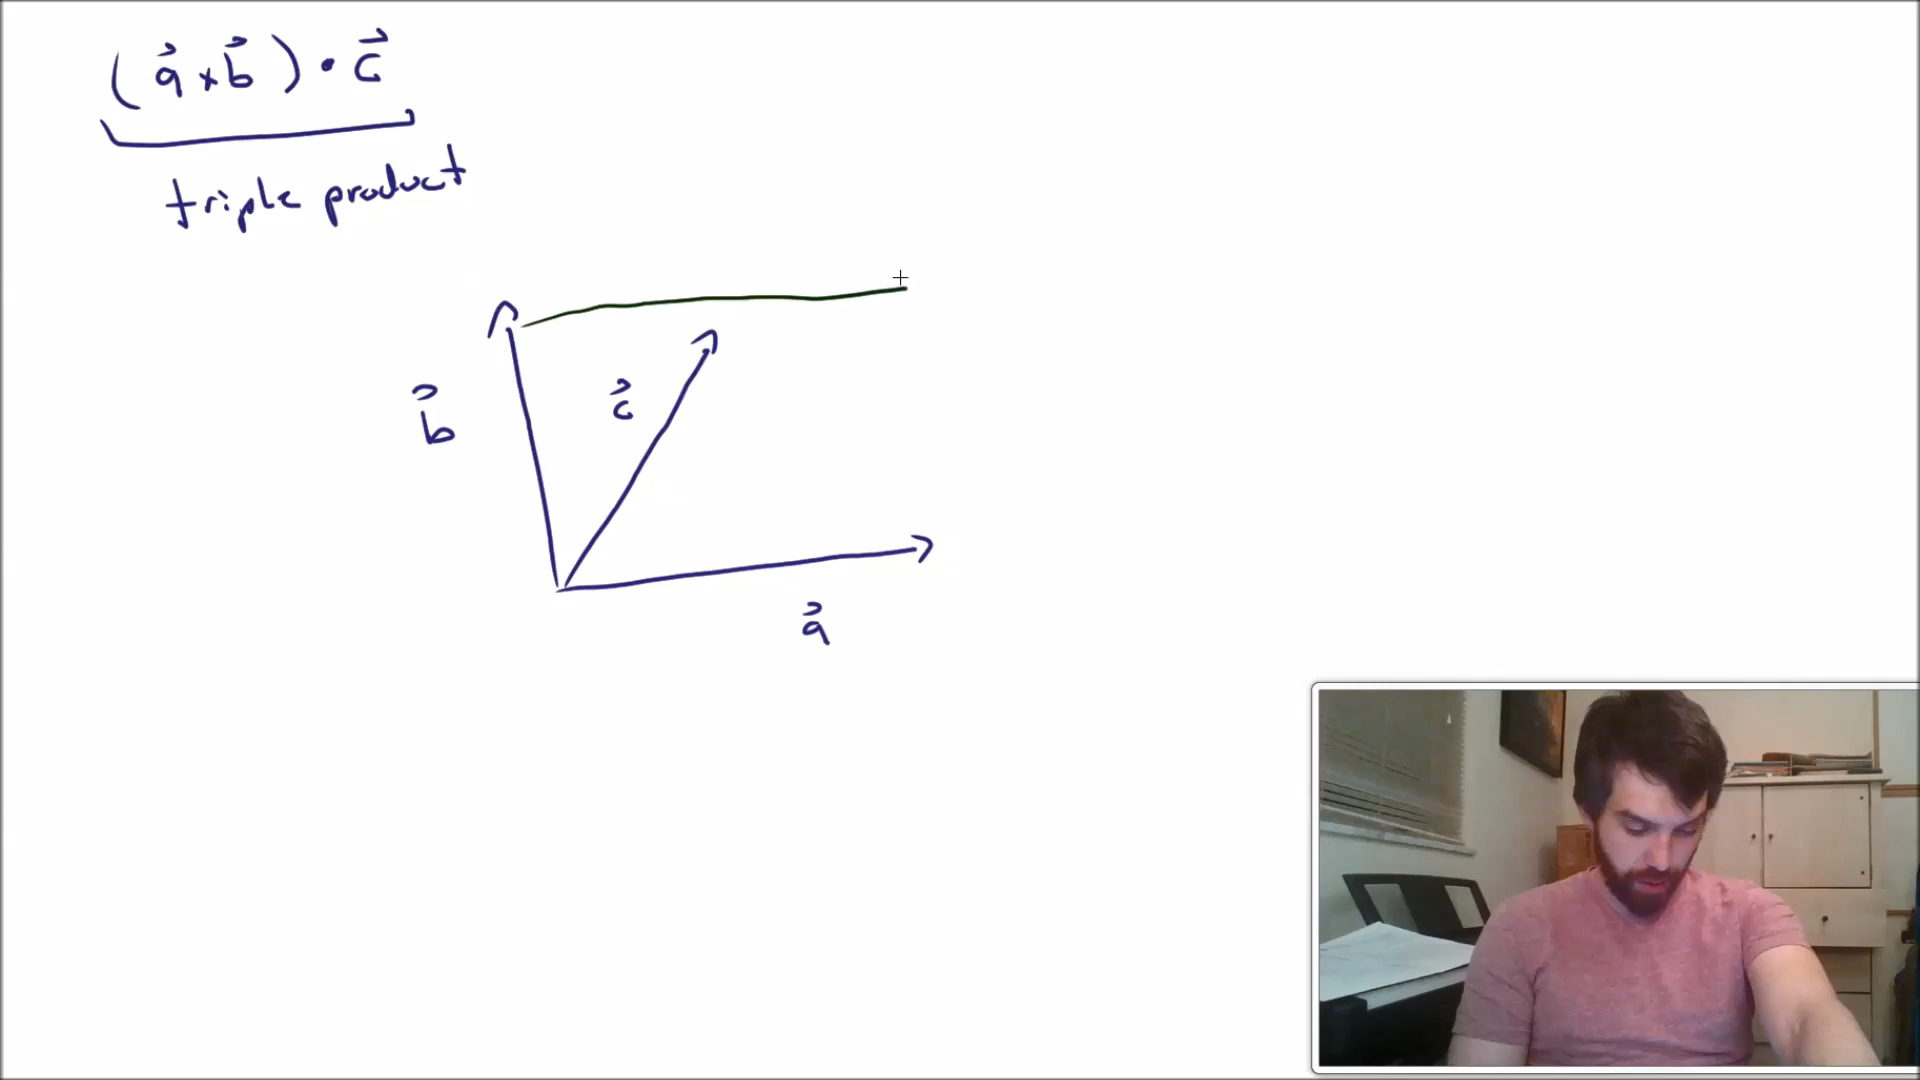 (a⃗ × b⃗) • c⃗
triple product
b⃗
c⃗
a⃗